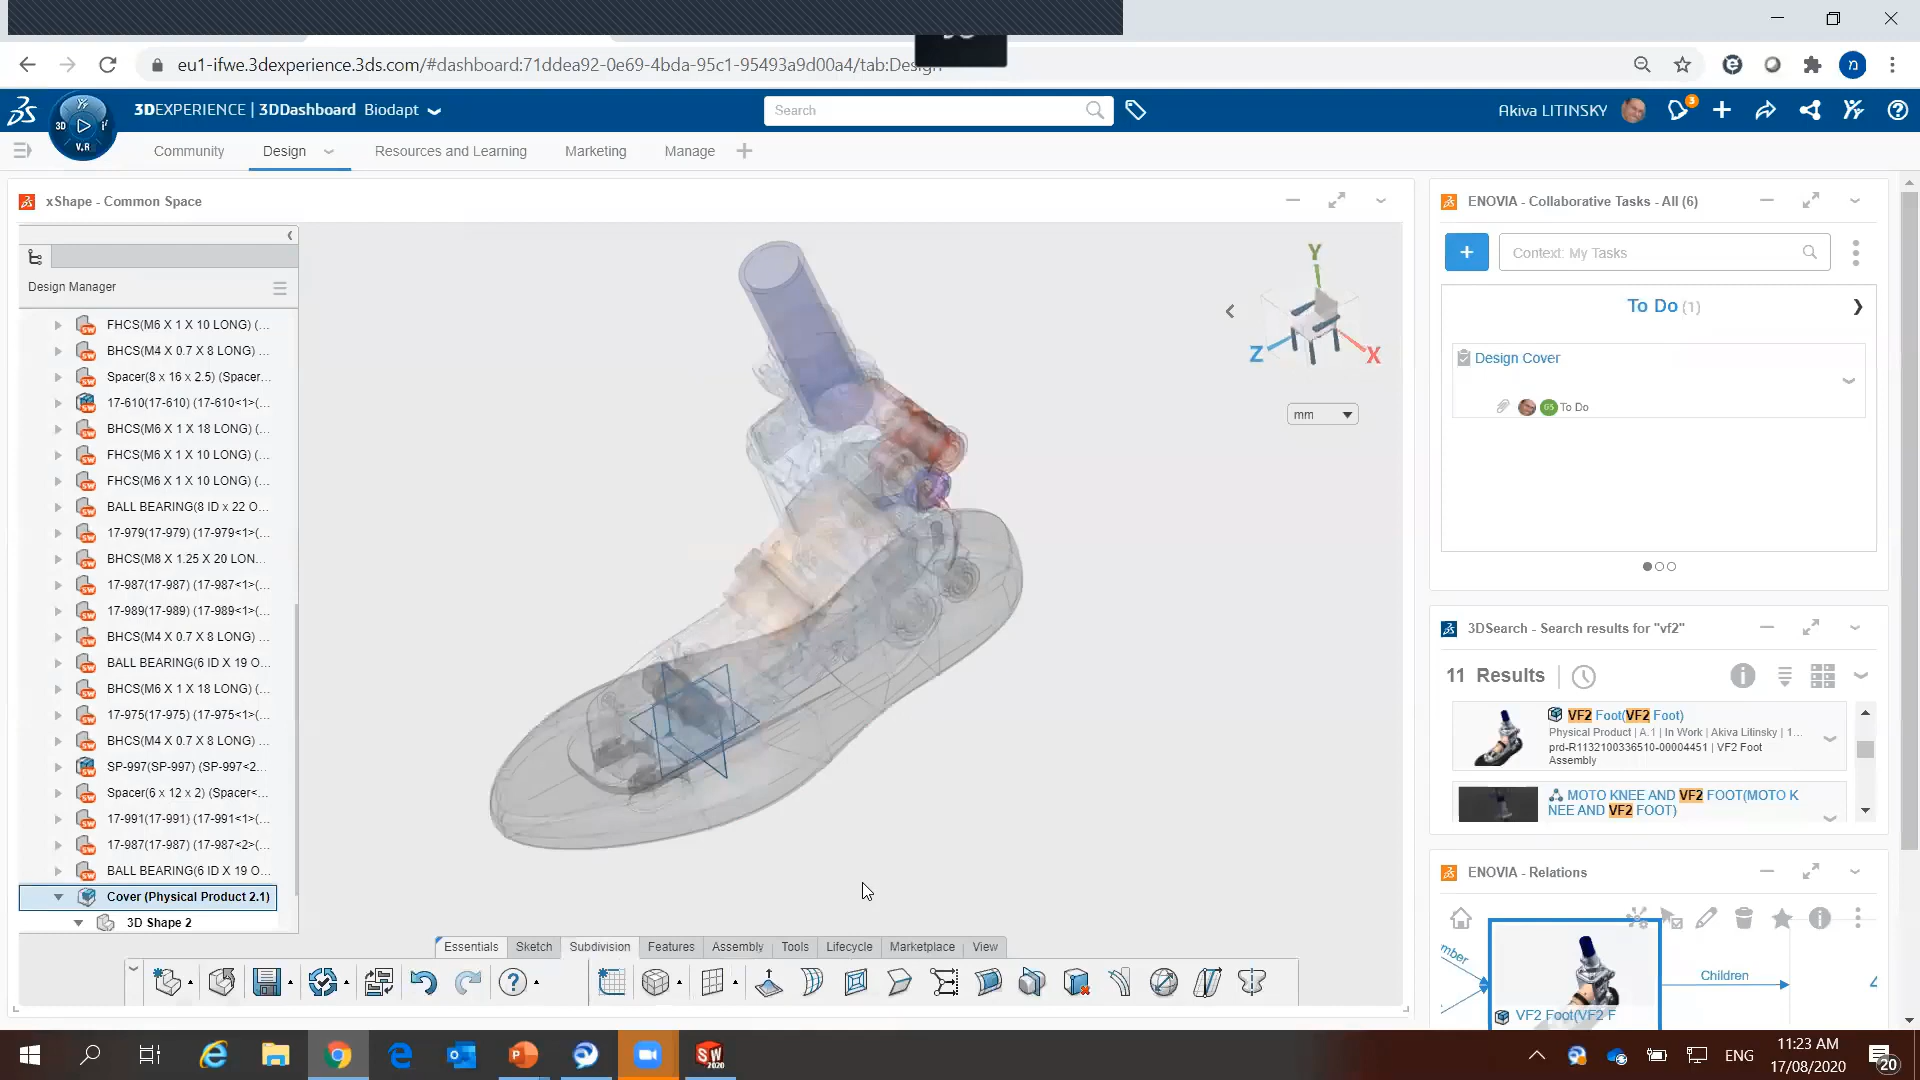 eu1-ifwe.3dexperience.3ds.com/#dashboard:71ddea92-0e69-4bda-95c1-95493a9d00a4/tab:Design
3DEXPERIENCE | 3DDashboard Biodapt
Search
Akiva LITINSKY
3
3D
V.R
Community
Design
Resources and Learning
Marketing
Manage
xShape - Common Space
Design Manager
FHCS(M6 X 1 X 10 LONG) (...
BHCS(M4 X 0.7 X 8 LONG) ...
Spacer(8 x 16 x 2.5) (Spacer...
17-610(17-610) (17-610<1>(...
BHCS(M6 X 1 X 18 LONG) (...
FHCS(M6 X 1 X 10 LONG) (...
FHCS(M6 X 1 X 10 LONG) (...
BALL BEARING(8 ID x 22 O...
17-979(17-979) (17-979<1>(...
BHCS(M8 X 1.25 X 20 LON...
17-987(17-987) (17-987<1>(...
17-989(17-989) (17-989<1>(...
BHCS(M4 X 0.7 X 8 LONG) ...
BALL BEARING(6 ID X 19 O...
BHCS(M6 X 1 X 18 LONG) (...
17-975(17-975) (17-975<1>(...
BHCS(M4 X 0.7 X 8 LONG) ...
SP-997(SP-997) (SP-997<2...
Spacer(6 x 12 x 2) (Spacer<...
17-991(17-991) (17-991<1>(...
17-987(17-987) (17-987<2>(...
BALL BEARING(6 ID X 19 O...
Cover (Physical Product 2.1)
3D Shape 2
Y
Z
X
mm
Essentials
Sketch
Subdivision
Features
Assembly
Tools
Lifecycle
Marketplace
View
ENOVIA - Collaborative Tasks - All (6)
Context: My Tasks
To Do (1)
Design Cover
GS
To Do
3DSearch - Search results for "vf2"
11 Results
VF2 Foot(VF2 Foot)
Physical Product | A.1 | In Work | Akiva Litinsky | 1...
prd-R1132100336510-00004451 | VF2 Foot
Assembly
MOTO KNEE AND VF2 FOOT(MOTO K
NEE AND VF2 FOOT)
ENOVIA - Relations
mber
Children
VF2 Foot(VF2 F
SW
2020
ENG
11:23 AM
17/08/2020
20